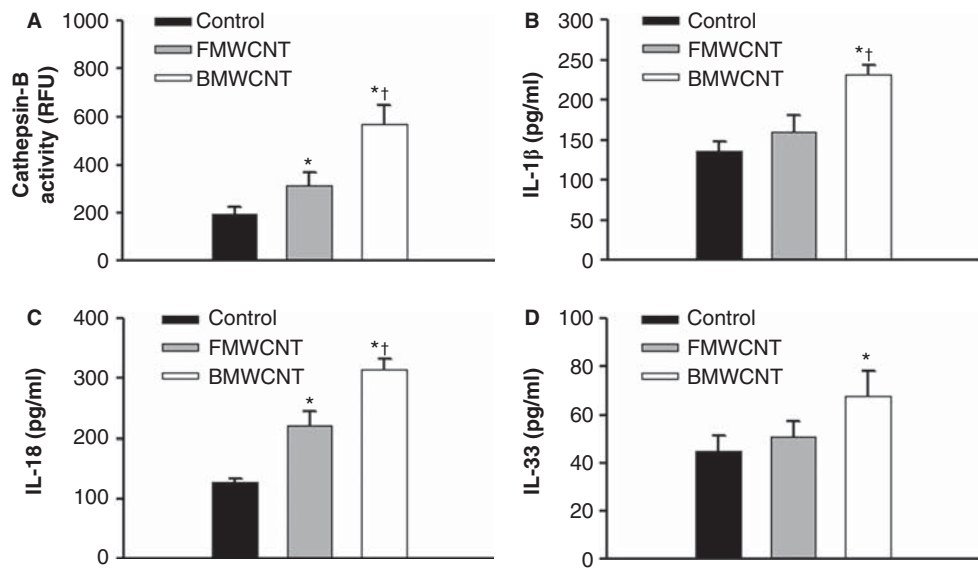 A
Cathepsin-B
activity (RFU)
1000
800
600
400
200
0
Control
FMWCNT
BMWCNT
*
*†
B
IL-1β (pg/ml)
300
250
200
150
100
50
0
Control
FMWCNT
BMWCNT
*†
C
IL-18 (pg/ml)
400
300
200
100
0
Control
FMWCNT
BMWCNT
*
*†
D
IL-33 (pg/ml)
100
80
60
40
20
0
Control
FMWCNT
BMWCNT
*